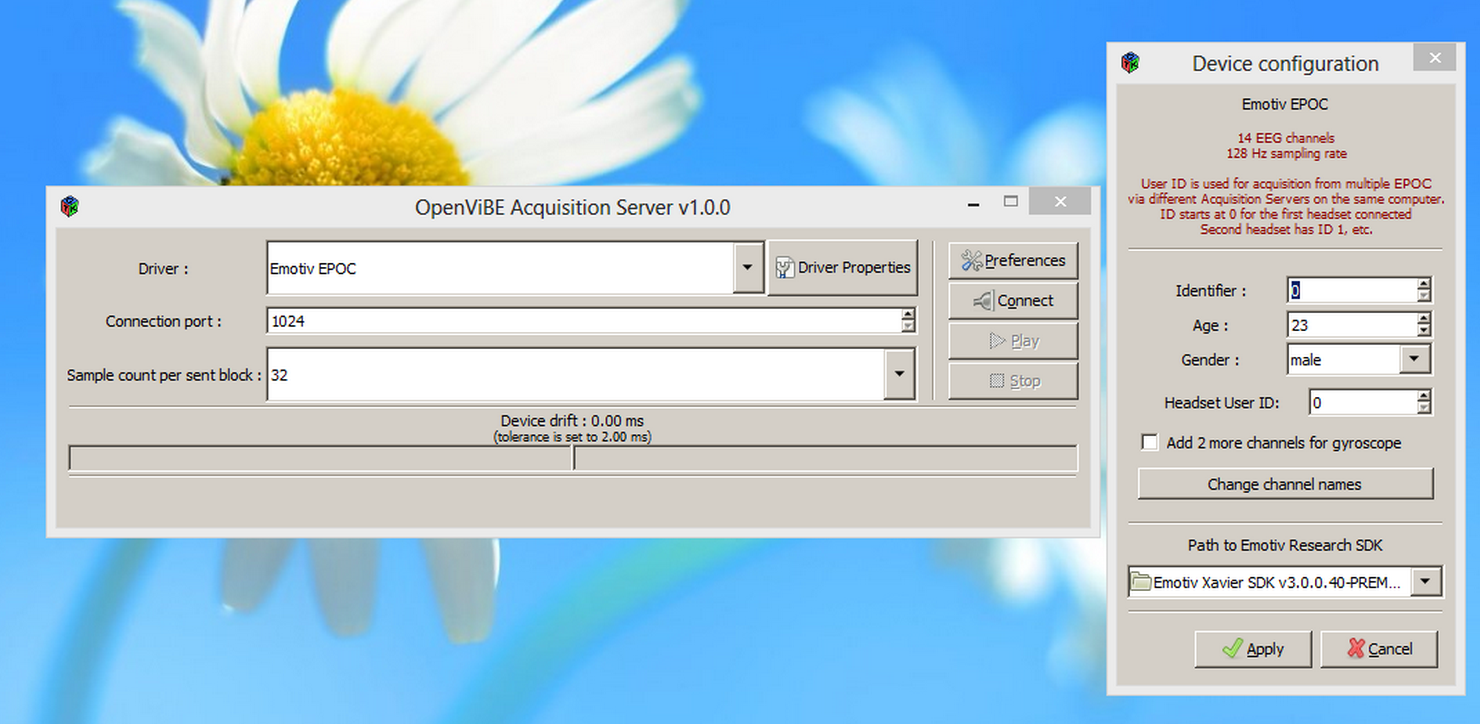 OpenViBE Acquisition Server v1.0.0
Driver :
Emotiv EPOC
Driver Properties
Connection port :
1024
Sample count per sent block :
32
Preferences
Connect
Play
Stop
Device drift : 0.00 ms
(tolerance is set to 2.00 ms)
Device configuration
Emotiv EPOC
14 EEG channels
128 Hz sampling rate
User ID is used for acquisition from multiple EPOC
via different Acquisition Servers on the same computer.
ID starts at 0 for the first headset connected
Second headset has ID 1, etc.
Identifier :
0
Age :
23
Gender :
male
Headset User ID:
0
Add 2 more channels for gyroscope
Change channel names
Path to Emotiv Research SDK
Emotiv Xavier SDK v3.0.0.40-PREM...
Apply
Cancel